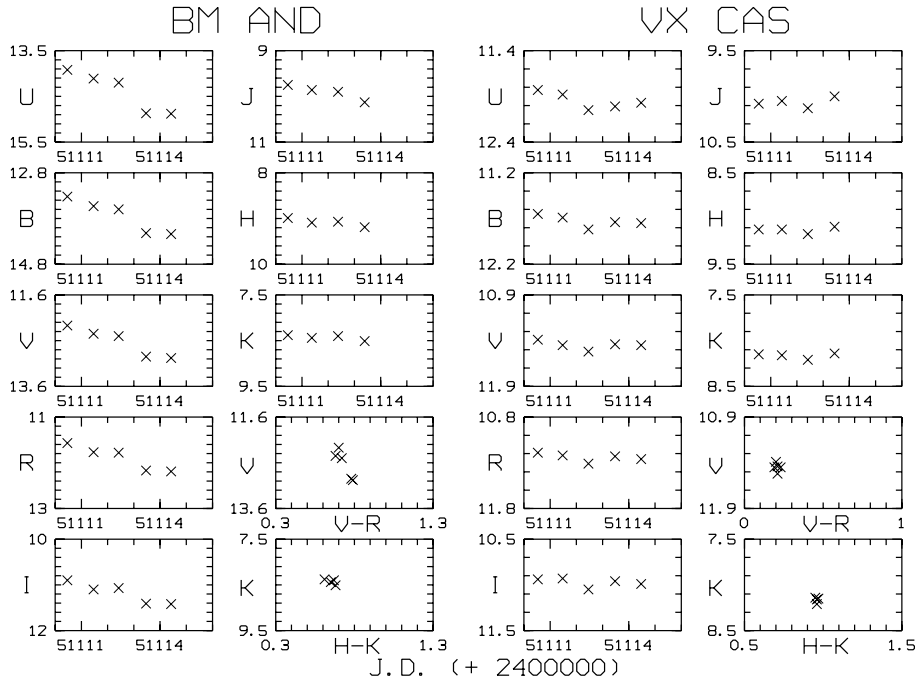 BM AND VX CAS
13.5 9 11.4 9.5
U J U J
15.5 11 12.4 10.5
51111 51114 51111 51114 51111 51114 51111 51114
12.8 8 11.2 8.5
B H B H
14.8 10 12.2 9.5
51111 51114 51111 51114 51111 51114 51111 51114
11.6 7.5 10.9 7.5
V K V K
13.6 9.5 11.9 8.5
51111 51114 51111 51114 51111 51114 51111 51114
11 11.6 10.8 10.9
R V R V
13 13.6 11.8 11.9
51111 51114 0.3 V-R 1.3 51111 51114 0 V-R 1
10 7.5 10.5 7.5
I K I K
12 9.5 11.5 8.5
51111 51114 0.3 H-K 1.3 51111 51114 0.5 H-K 1.5
J.D. (+ 2400000)